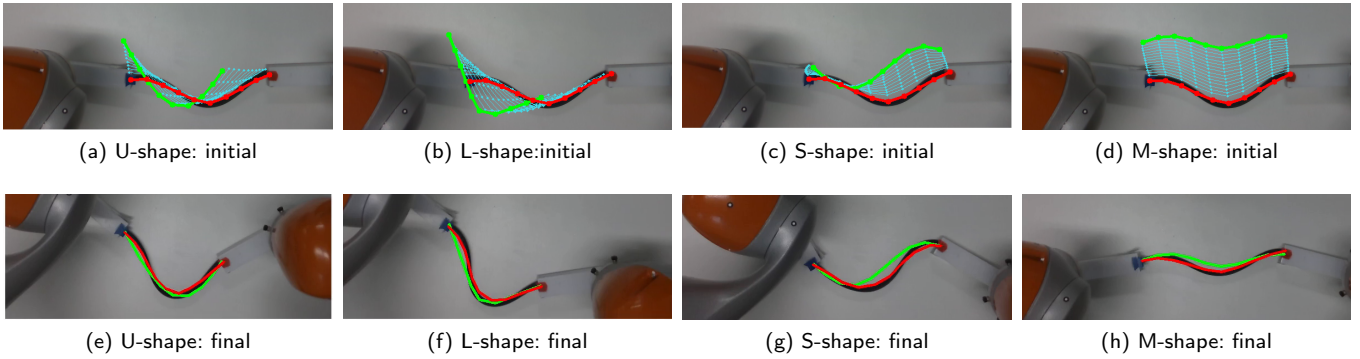 (a) U-shape: initial
(b) L-shape:initial
(c) S-shape: initial
(d) M-shape: initial
(e) U-shape: final
(f) L-shape: final
(g) S-shape: final
(h) M-shape: final